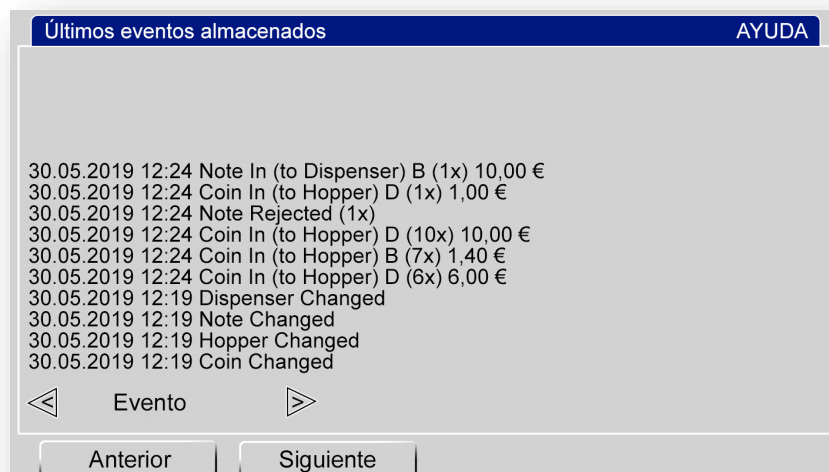 Últimos eventos almacenados AYUDA
30.05.2019 12:24 Note In (to Dispenser) B (1x) 10,00 €
30.05.2019 12:24 Coin In (to Hopper) D (1x) 1,00 €
30.05.2019 12:24 Note Rejected (1x)
30.05.2019 12:24 Coin In (to Hopper) D (10x) 10,00 €
30.05.2019 12:24 Coin In (to Hopper) B (7x) 1,40 €
30.05.2019 12:24 Coin In (to Hopper) D (6x) 6,00 €
30.05.2019 12:19 Dispenser Changed
30.05.2019 12:19 Note Changed
30.05.2019 12:19 Hopper Changed
30.05.2019 12:19 Coin Changed
< Evento >
Anterior Siguiente